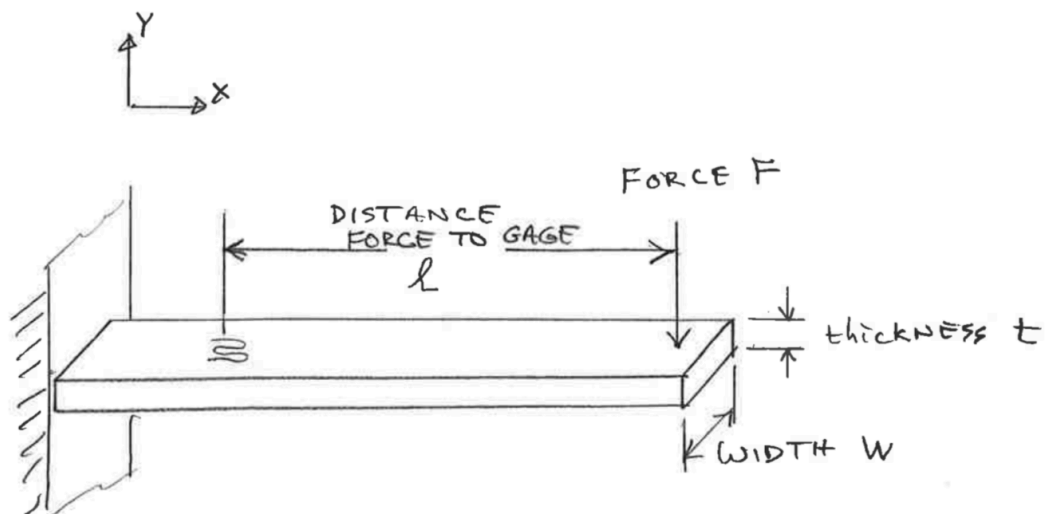 Y
X
FORCE F
DISTANCE
FORCE TO GAGE
l
thickness t
WIDTH W